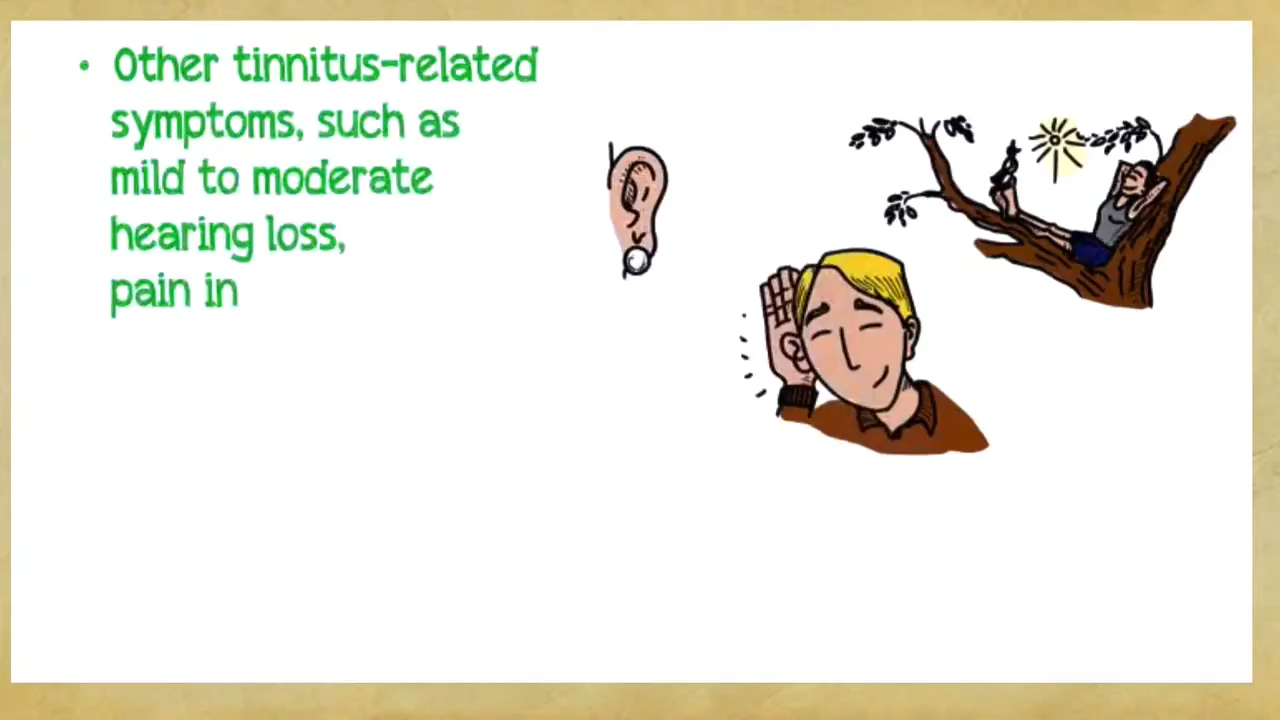 • Other tinnitus-related
symptoms, such as
mild to moderate
hearing loss,
pain in